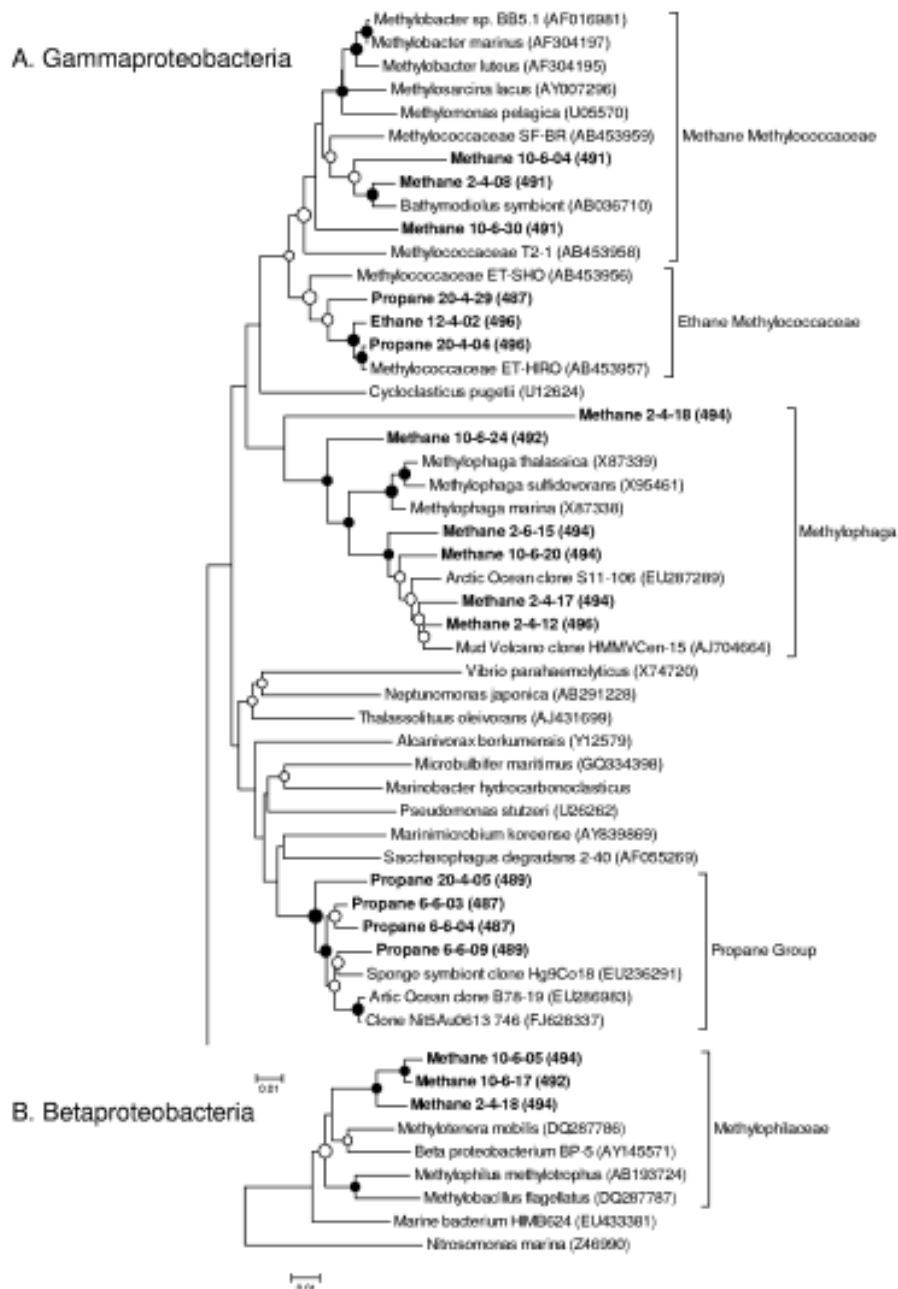 Methylobacter sp. BB5.1 (AF016981)
A. Gammaproteobacteria
Methylobacter marinus (AF304197)
Methylobacter luteus (AF304195)
Methylosarcina lacus (AY007296)
Methylomonas pelagica (U05570)
Methylococcaceae SF-BR (AB453959)
Methane Methylococcaceae
Methane 10-6-04 (491)
Methane 2-4-08 (491)
Bathymodiolus symbiont (AB036710)
Methane 10-6-30 (491)
Methylococcaceae T2-1 (AB453958)
Methylococcaceae ET-SHO (AB453956)
Propane 20-4-29 (487)
Ethane 12-4-02 (496)
Ethane Methylococcaceae
Propane 20-4-04 (496)
Methylococcaceae ET-HIRO (AB453957)
Cycloclasticus pugetii (U12624)
Methane 2-4-18 (494)
Methane 10-6-24 (492)
Methylophaga thalassica (X87339)
Methylophaga sulfidovorans (X95461)
Methylophaga marina (X87338)
Methane 2-6-15 (494)
Methylophaga
Methane 10-6-20 (494)
Arctic Ocean clone S11-106 (EU287289)
Methane 2-4-17 (494)
Methane 2-4-12 (496)
Mud Volcano clone HMMVCen-15 (AJ704664)
Vibrio parahaemolyticus (X74720)
Neptunomonas japonica (AB291228)
Thalassolituus oleivorans (AJ431699)
Alcanivorax borkumensis (Y12579)
Microbulbifer maritimus (GQ334398)
Marinobacter hydrocarbonoclasticus
Pseudomonas stutzeri (U26262)
Marinimicrobium koreense (AY839869)
Saccharophagus degradans 2-40 (AF055269)
Propane 20-4-05 (489)
Propane 6-6-03 (487)
Propane 6-6-04 (487)
Propane 6-6-09 (489)
Propane Group
Sponge symbiont clone Hg9Co18 (EU236291)
Artic Ocean clone B78-19 (EU286983)
Clone Nit5Au0613 746 (FJ628337)
Methane 10-6-05 (494)
0.01
Methane 10-6-17 (492)
B. Betaproteobacteria
Methane 2-4-18 (494)
Methylotenera mobilis (DQ287786)
Methylophilaceae
Beta proteobacterium BP-5 (AY145571)
Methylophilus methylotrophus (AB193724)
Methylobacillus flagellatus (DQ287787)
Marine bacterium HIMB624 (EU433381)
Nitrosomonas marina (Z46990)